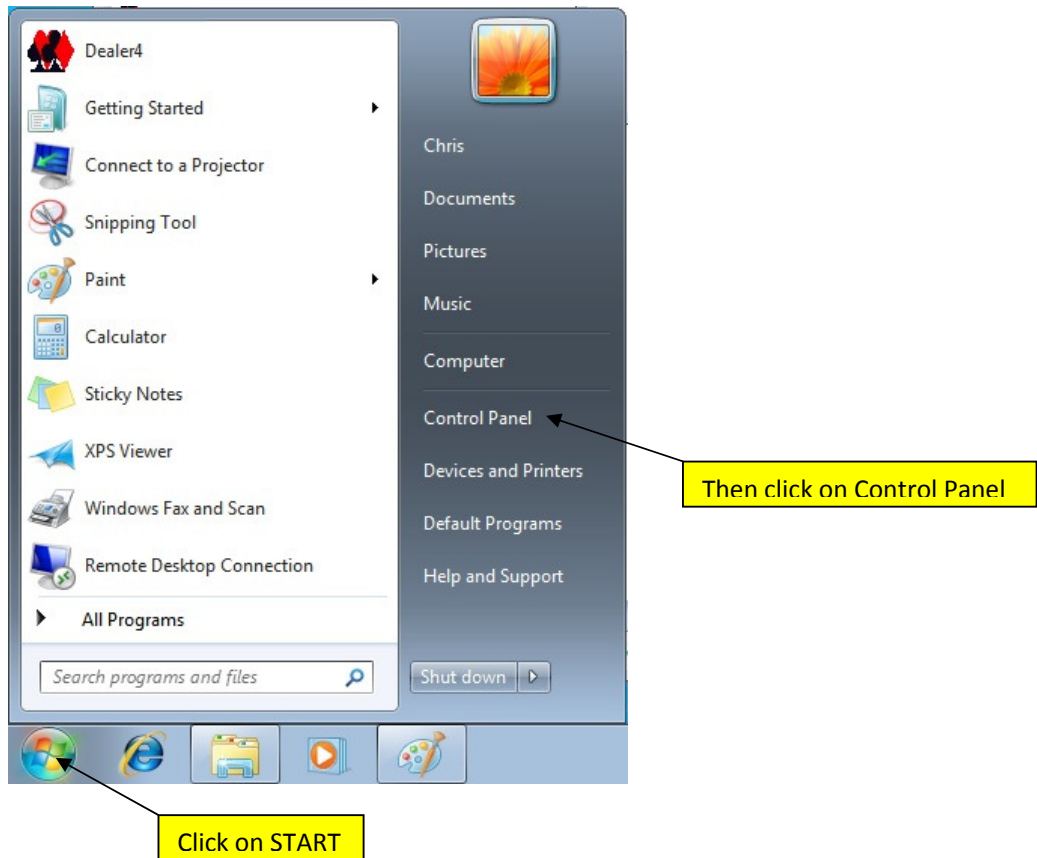 Dealer4
Getting Started
Connect to a Projector
Snipping Tool
Paint
Calculator
Sticky Notes
XPS Viewer
Windows Fax and Scan
Remote Desktop Connection
All Programs
Search programs and files
Chris
Documents
Pictures
Music
Computer
Control Panel
Devices and Printers
Default Programs
Help and Support
Shut down
Then click on Control Panel
Click on START